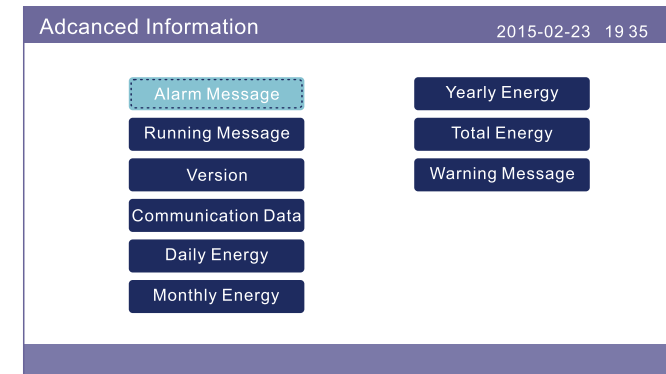 Adcanced Information
2015-02-23 19 35
Alarm Message
Running Message
Version
Communication Data
Daily Energy
Monthly Energy
Yearly Energy
Total Energy
Warning Message